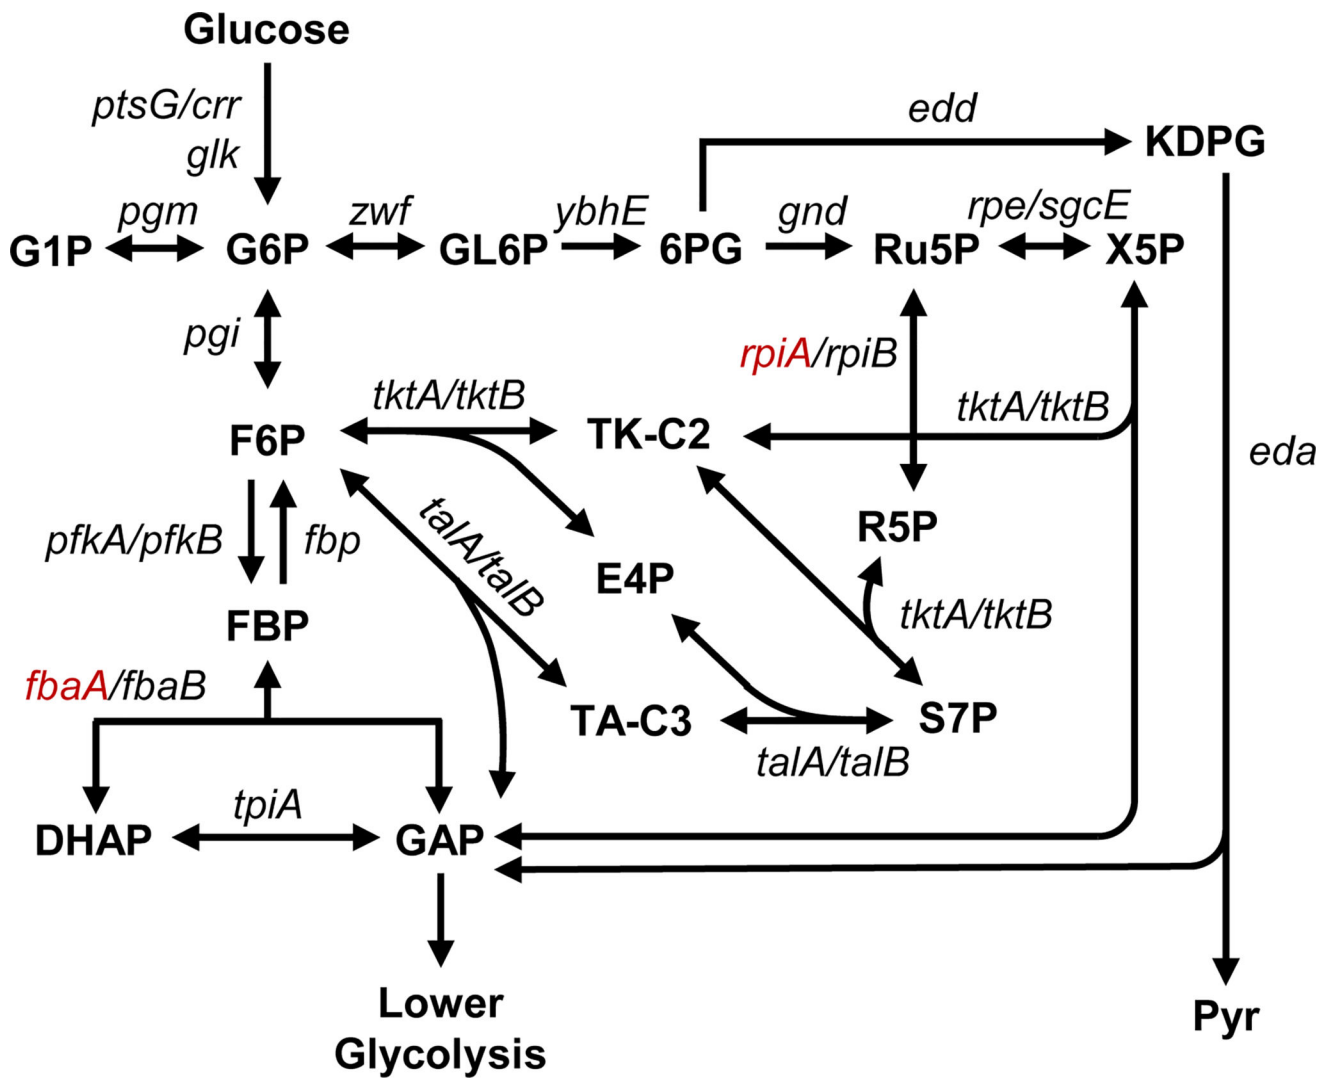 Glucose
ptsG/crr
glk
edd
KDPG
pgm
zwf
ybhE
gnd
rpe/sgcE
G1P
G6P
GL6P
6PG
Ru5P
X5P
pgi
rpiA/rpiB
tktA/tktB
tktA/tktB
F6P
TK-C2
eda
talA/talB
R5P
pfkA/pfkB
fbp
E4P
FBP
tktA/tktB
fbaA/fbaB
TA-C3
S7P
talA/talB
tpiA
DHAP
GAP
Lower
Glycolysis
Pyr